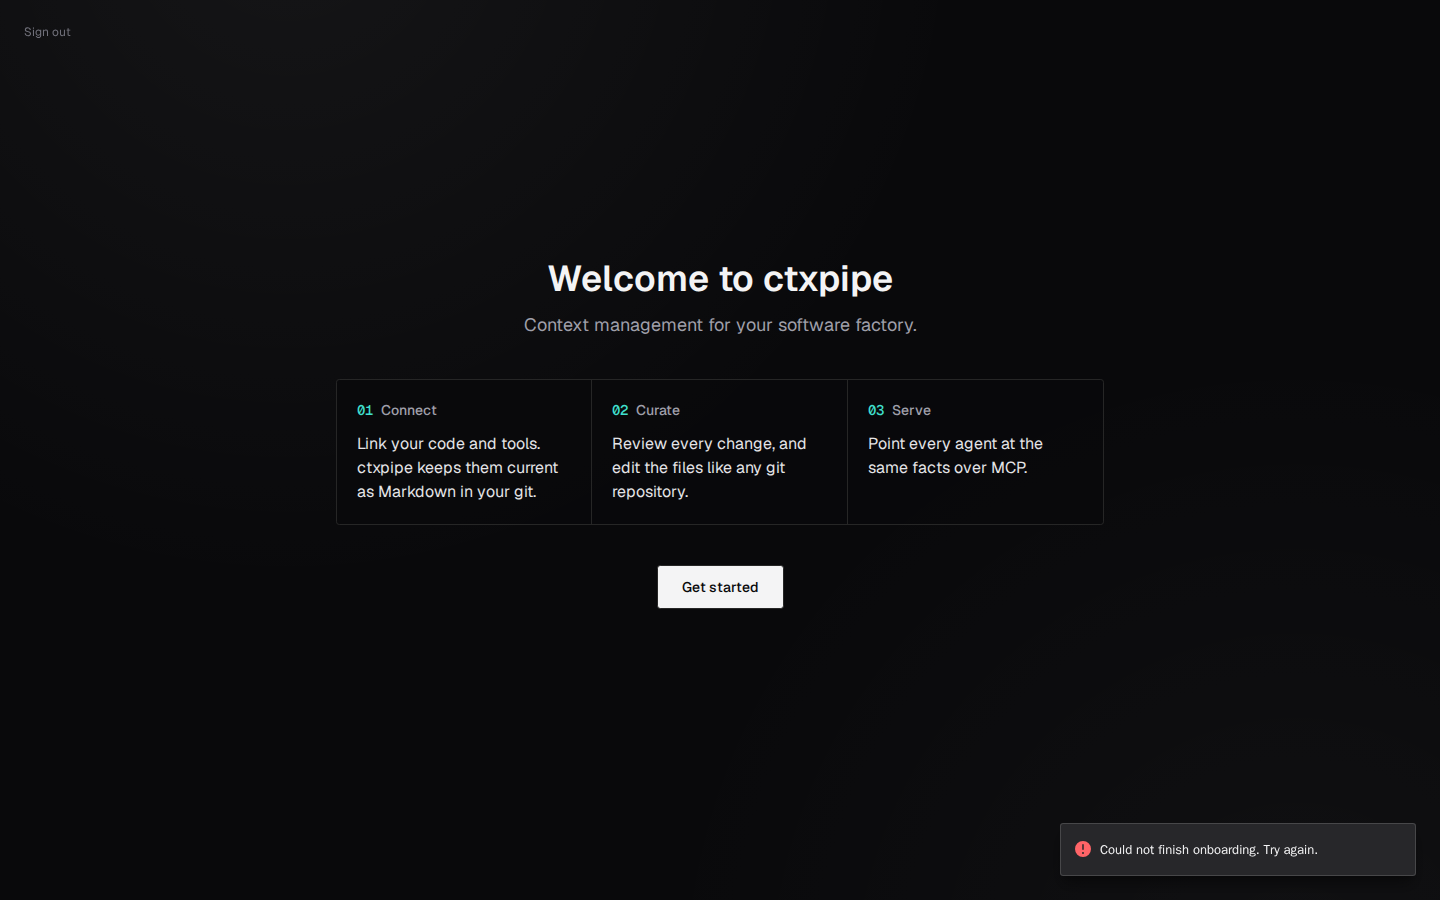 Sign out
Welcome to ctxpipe
Context management for your software factory.
01 Connect
Link your code and tools.
ctxpipe keeps them current
as Markdown in your git.
02 Curate
Review every change, and
edit the files like any git
repository.
03 Serve
Point every agent at the
same facts over MCP.
Get started
Could not finish onboarding. Try again.